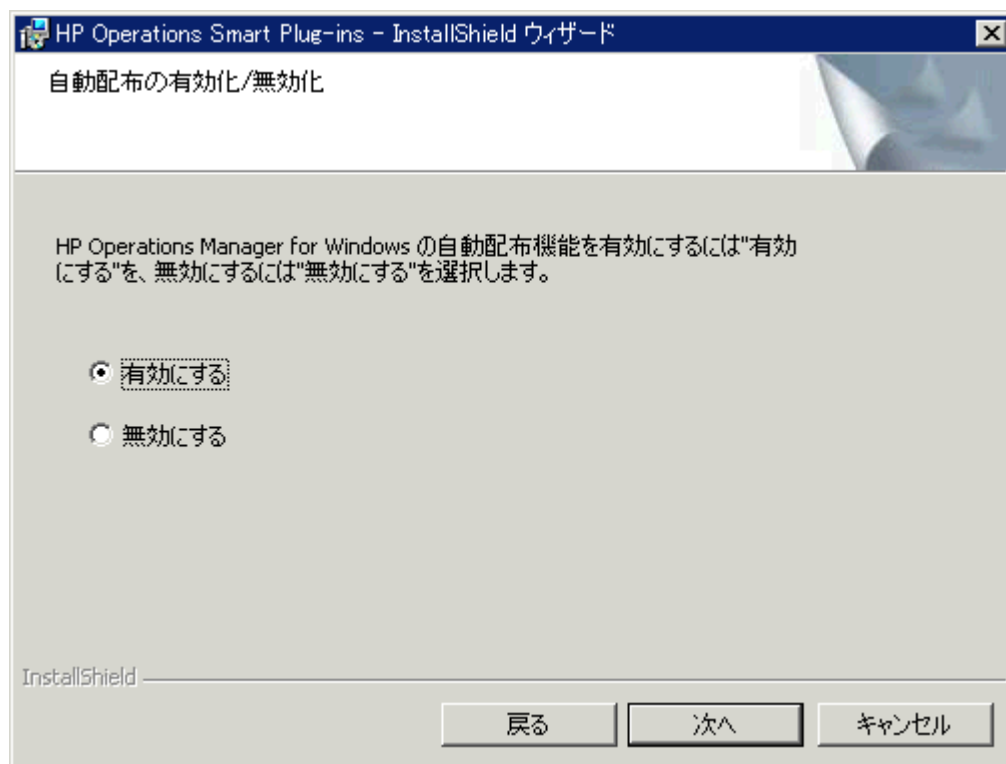 HP Operations Smart Plug-ins - InstallShield ウィザード
自動配布の有効化/無効化
HP Operations Manager for Windows の自動配布機能を有効にするには"有効
にする"を、無効にするには"無効にする"を選択します。
有効にする
無効にする
InstallShield
戻る
次へ
キャンセル